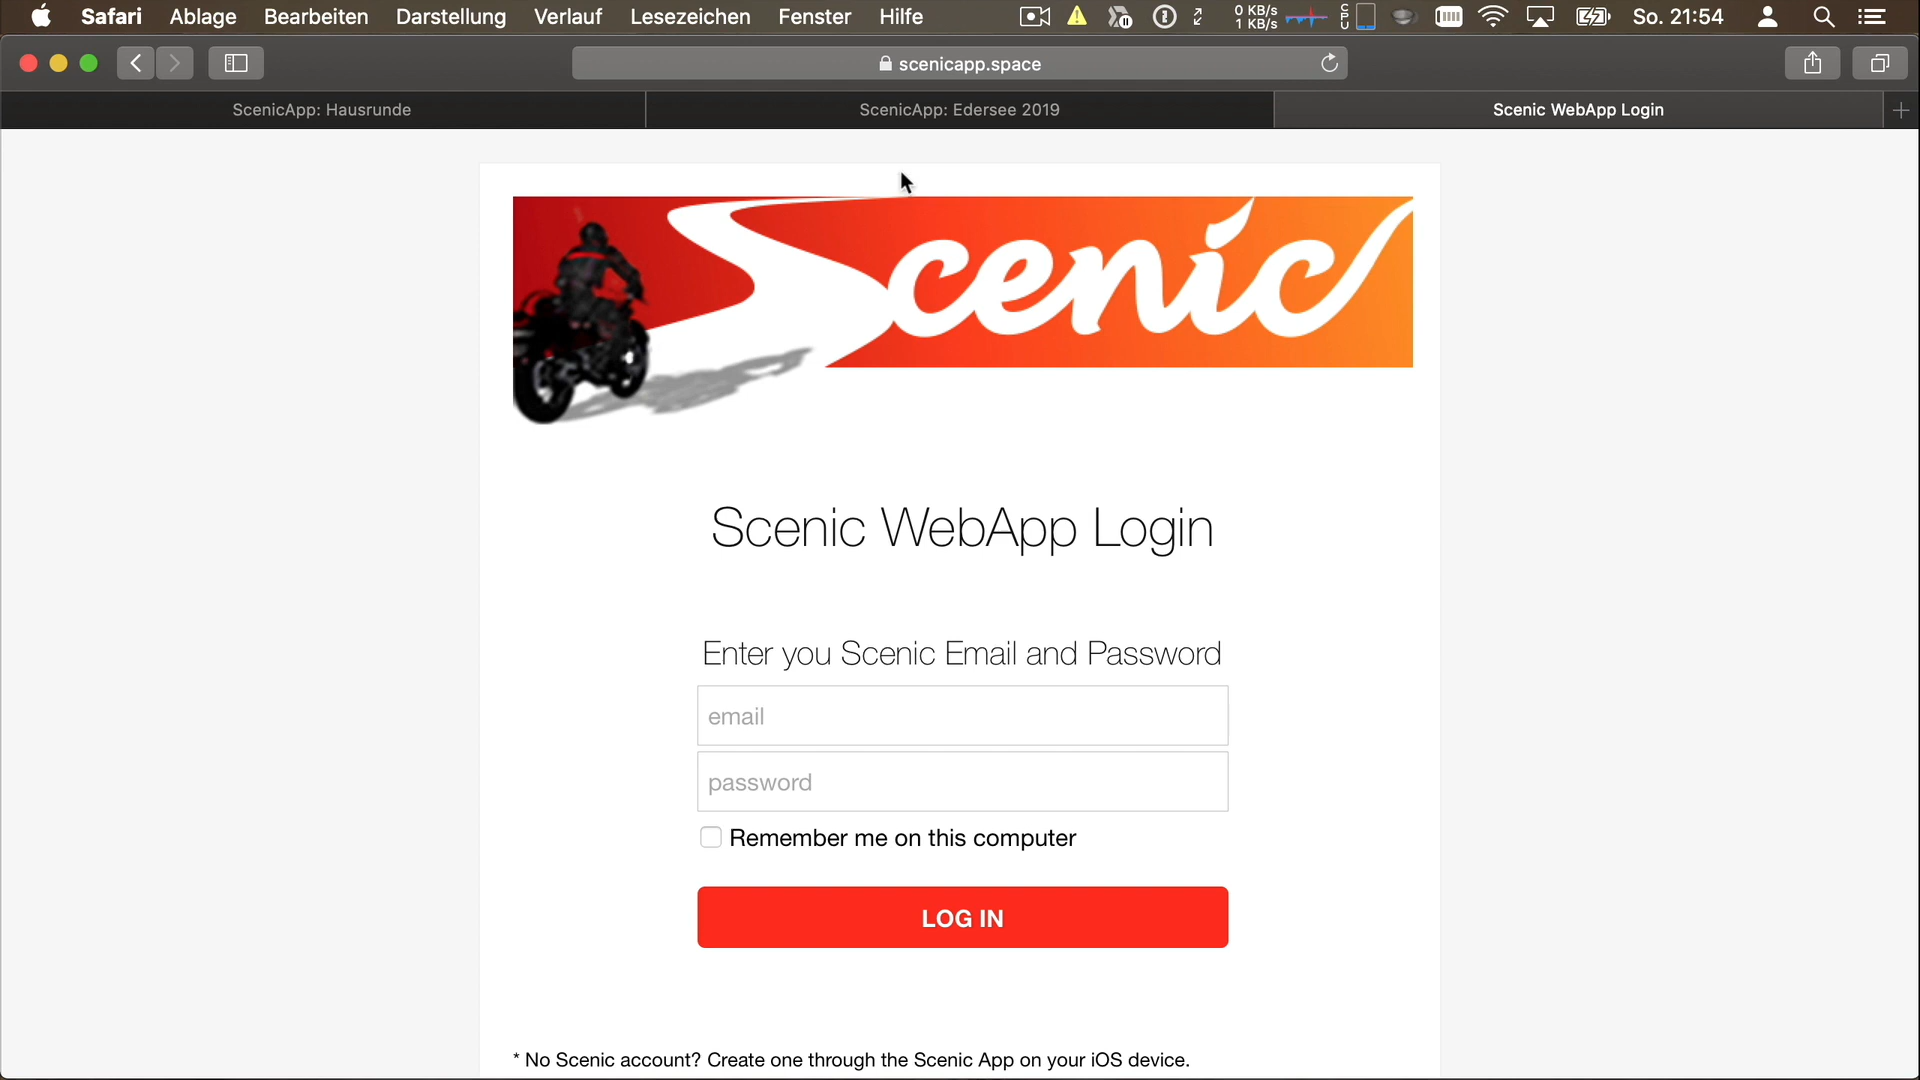 Safari Ablage Bearbeiten Darstellung Verlauf Lesezeichen Fenster Hilfe 0 KB/s 1 KB/s CPU So. 21:54
scenicapp.space
ScenicApp: Hausrunde ScenicApp: Edersee 2019 Scenic WebApp Login
Scenic
Scenic WebApp Login
Enter you Scenic Email and Password
email
password
Remember me on this computer
LOG IN
* No Scenic account? Create one through the Scenic App on your iOS device.